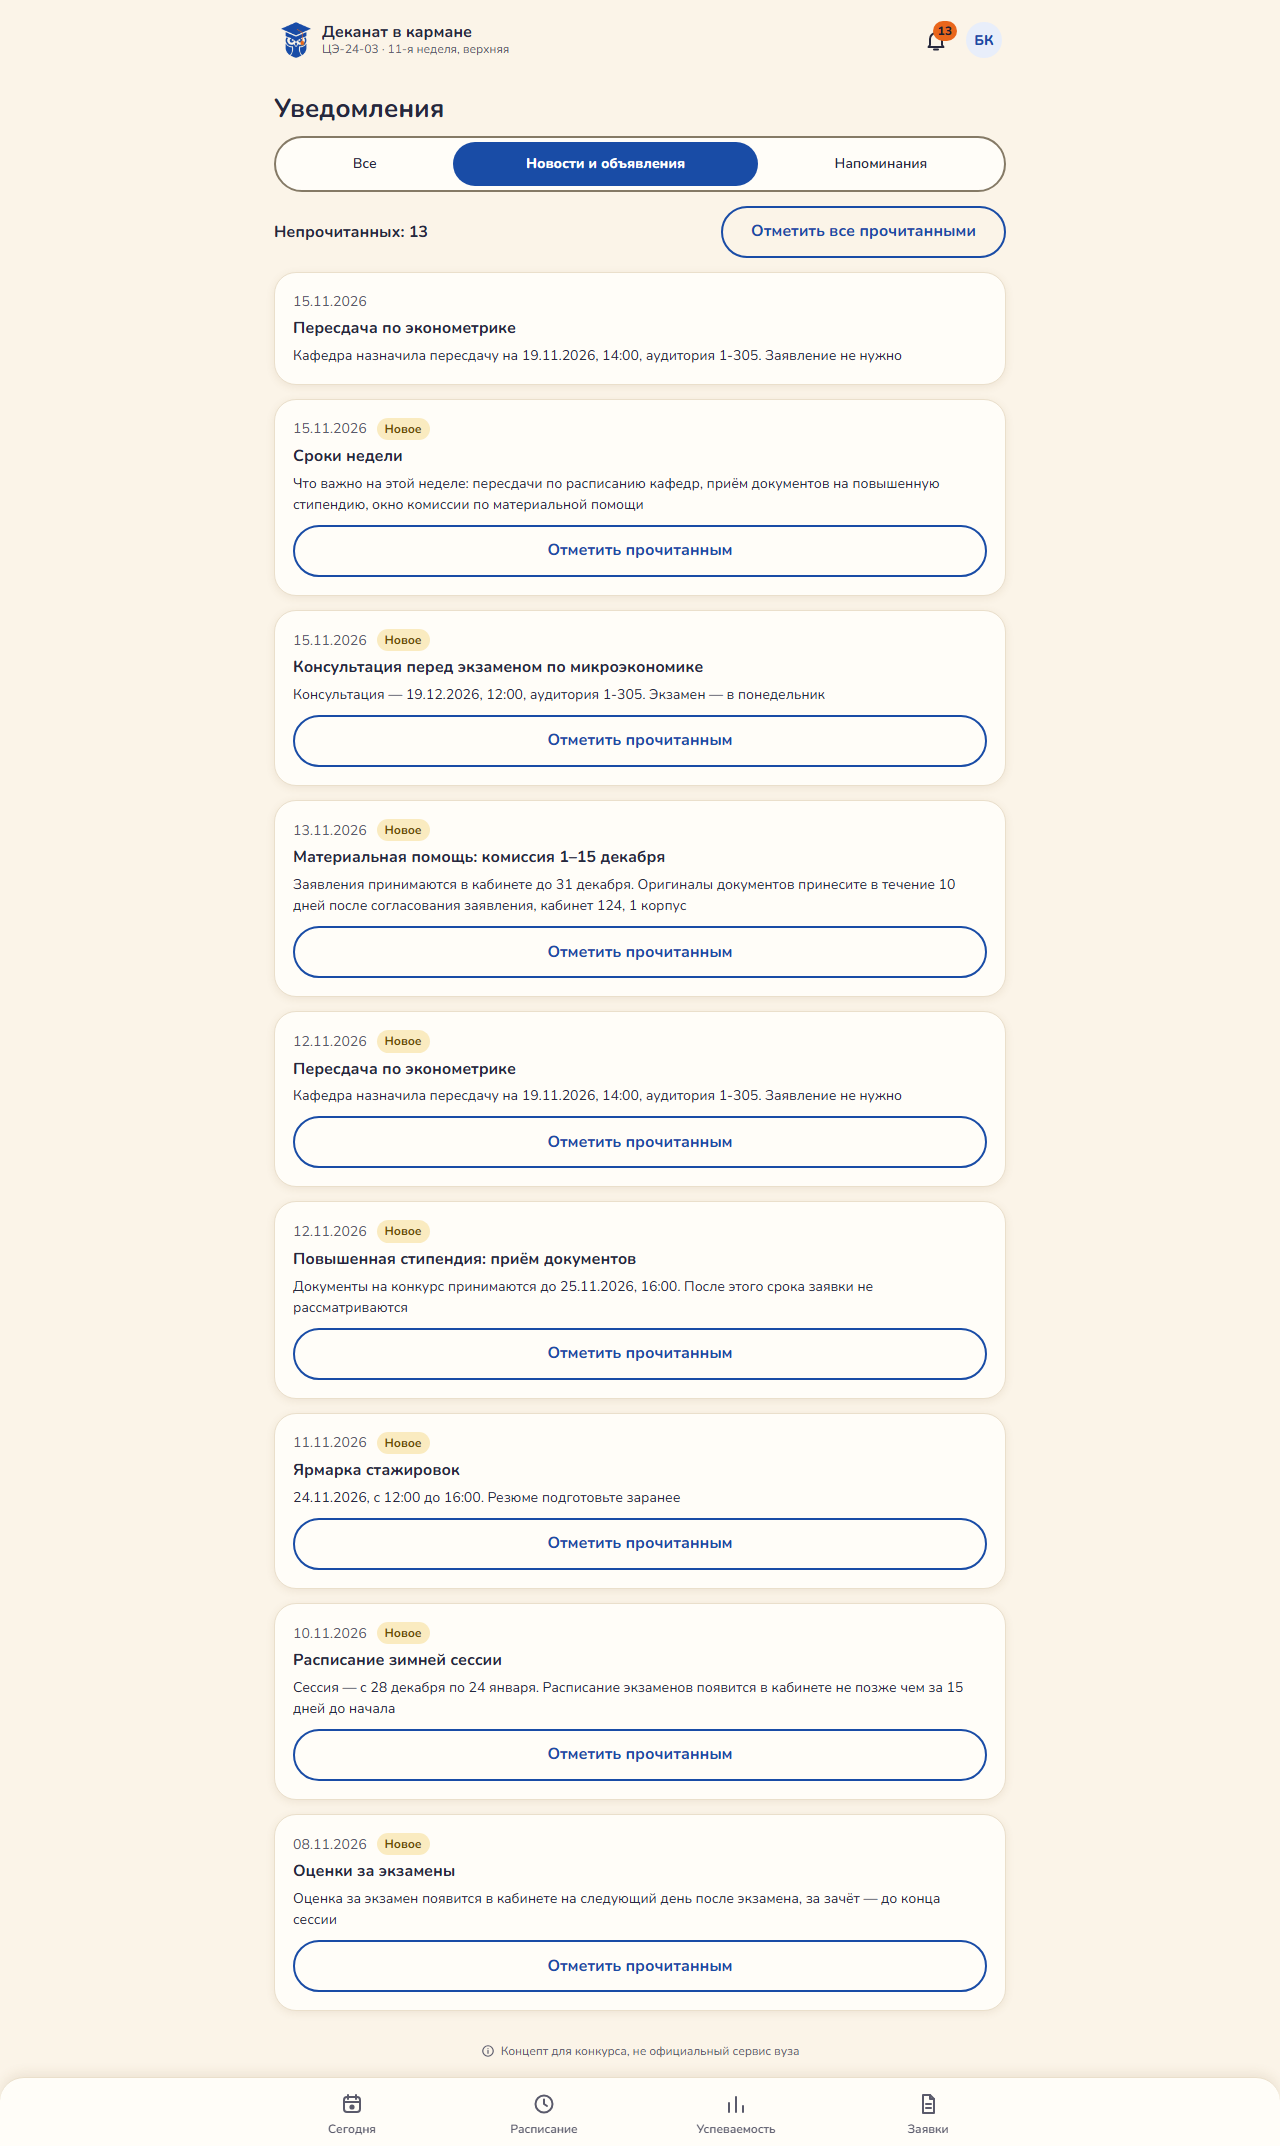 Деканат в кармане
ЦЭ-24-03 · 11-я неделя, верхняя
13
БК
Уведомления
Все
Новости и объявления
Напоминания
Непрочитанных: 13
Отметить все прочитанными
15.11.2026
Пересдача по эконометрике
Кафедра назначила пересдачу на 19.11.2026, 14:00, аудитория 1-305. Заявление не нужно
15.11.2026 Новое
Сроки недели
Что важно на этой неделе: пересдачи по расписанию кафедр, приём документов на повышенную
стипендию, окно комиссии по материальной помощи
Отметить прочитанным
15.11.2026 Новое
Консультация перед экзаменом по микроэкономике
Консультация — 19.12.2026, 12:00, аудитория 1-305. Экзамен — в понедельник
Отметить прочитанным
13.11.2026 Новое
Материальная помощь: комиссия 1–15 декабря
Заявления принимаются в кабинете до 31 декабря. Оригиналы документов принесите в течение 10
дней после согласования заявления, кабинет 124, 1 корпус
Отметить прочитанным
12.11.2026 Новое
Пересдача по эконометрике
Кафедра назначила пересдачу на 19.11.2026, 14:00, аудитория 1-305. Заявление не нужно
Отметить прочитанным
12.11.2026 Новое
Повышенная стипендия: приём документов
Документы на конкурс принимаются до 25.11.2026, 16:00. После этого срока заявки не
рассматриваются
Отметить прочитанным
11.11.2026 Новое
Ярмарка стажировок
24.11.2026, с 12:00 до 16:00. Резюме подготовьте заранее
Отметить прочитанным
10.11.2026 Новое
Расписание зимней сессии
Сессия — с 28 декабря по 24 января. Расписание экзаменов появится в кабинете не позже чем за 15
дней до начала
Отметить прочитанным
08.11.2026 Новое
Оценки за экзамены
Оценка за экзамен появится в кабинете на следующий день после экзамена, за зачёт — до конца
сессии
Отметить прочитанным
Концепт для конкурса, не официальный сервис вуза
Сегодня
Расписание
Успеваемость
Заявки